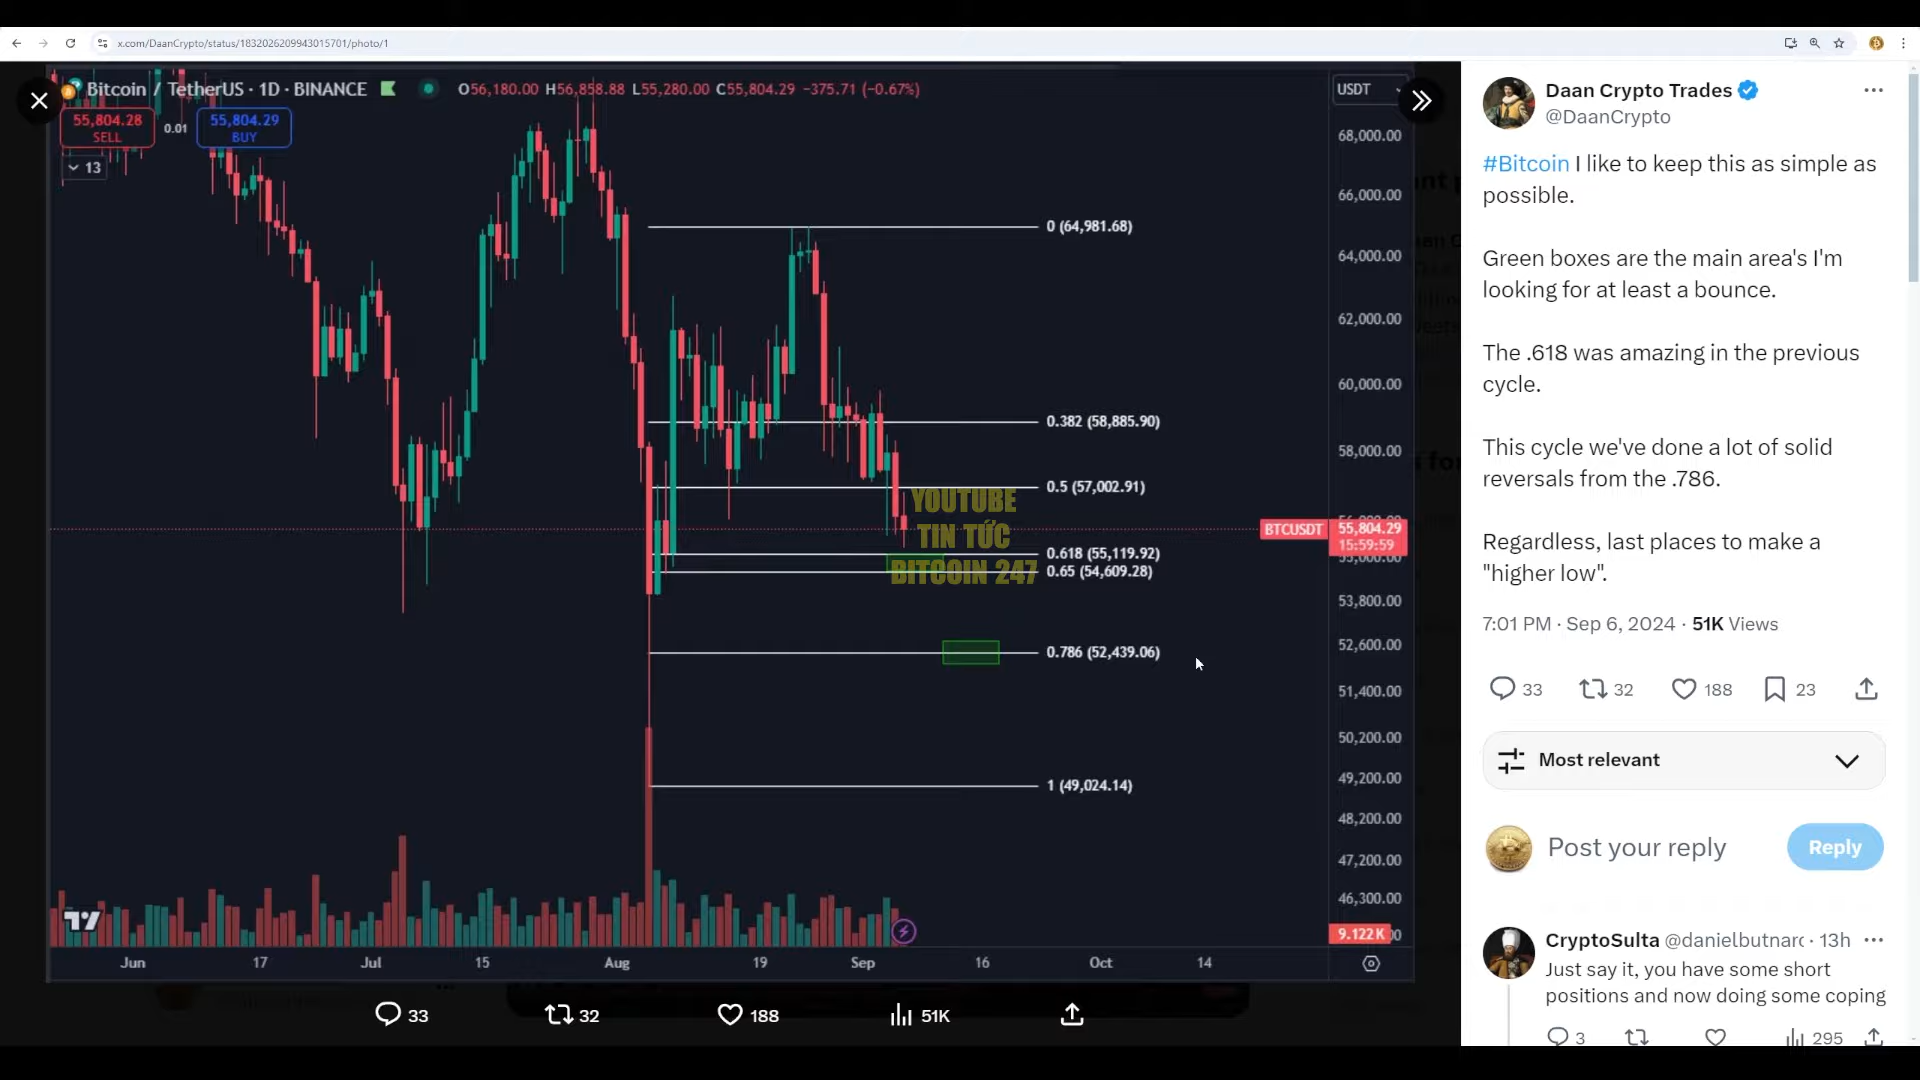 x.com/DaanCrypto/status/1832026209943015701/photo/1
Bitcoin / TetherUS · 1D · BINANCE
O56,180.00 H56,858.88 L55,280.00 C55,804.29 −375.71 (−0.67%)
USDT
55,804.28
SELL
0.01
55,804.29
BUY
13
68,000.00
66,000.00
64,000.00
62,000.00
60,000.00
58,000.00
0 (64,981.68)
0.382 (58,885.90)
0.5 (57,002.91)
0.618 (55,119.92)
0.65 (54,609.28)
0.786 (52,439.06)
1 (49,024.14)
YOUTUBE
TIN TỨC
BITCOIN 247
BTCUSDT
55,804.29
15:59:59
53,800.00
52,600.00
51,400.00
50,200.00
49,200.00
48,200.00
47,200.00
46,300.00
9.122K
Jun 17 Jul 15 Aug 19 Sep 16 Oct 14
33 32 188 51K
Daan Crypto Trades
@DaanCrypto
#Bitcoin I like to keep this as simple as
possible.
Green boxes are the main area's I'm
looking for at least a bounce.
The .618 was amazing in the previous
cycle.
This cycle we've done a lot of solid
reversals from the .786.
Regardless, last places to make a
"higher low".
7:01 PM · Sep 6, 2024 · 51K Views
33 32 188 23
Most relevant
Post your reply
Reply
CryptoSulta @danielbutnarc · 13h
Just say it, you have some short
positions and now doing some coping
3 295